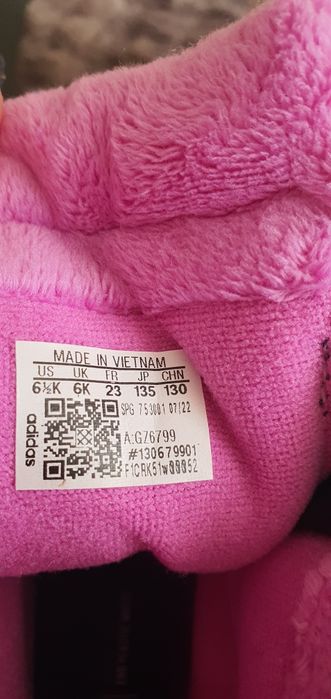 MADE IN VIETNAM
US UK FR JP CHN
6½K 6K 23 135 130
SPG 753001 07/22
A:GZ6799
#130679901
adidas